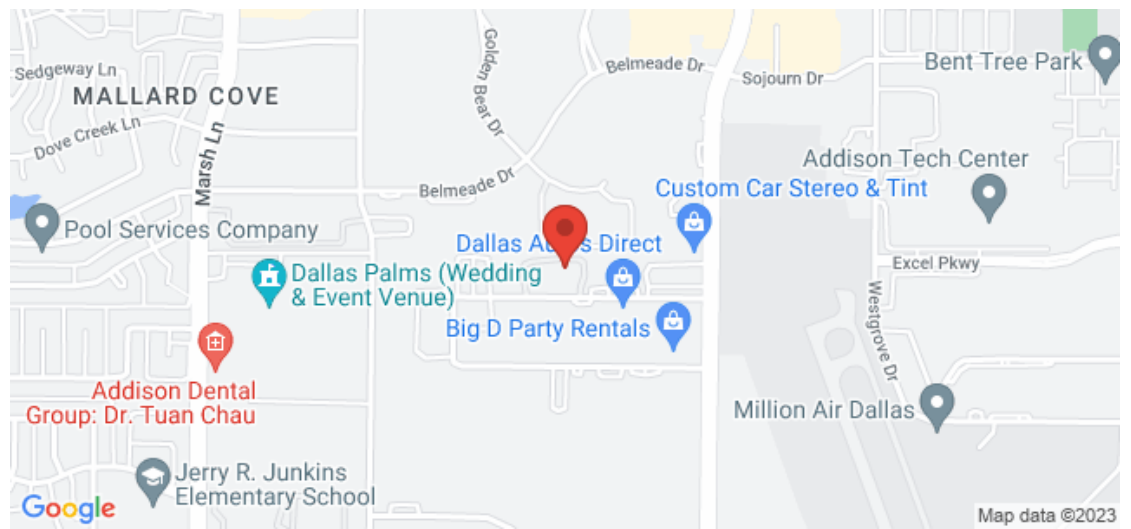 Golden Bear Dr
Belmeade Dr
Sojourn Dr
Bent Tree Park
Sedgeway Ln
MALLARD COVE
Dove Creek Ln
Marsh Ln
Belmeade Dr
Addison Tech Center
Custom Car Stereo & Tint
Pool Services Company
Dallas Direct
Excel Pkwy
Dallas Palms (Wedding
& Event Venue)
Westgrove Dr
Big D Party Rentals
Addison Dental
Group: Dr. Tuan Chau
Million Air Dallas
Jerry R. Junkins
Elementary School
Google
Map data ©2023